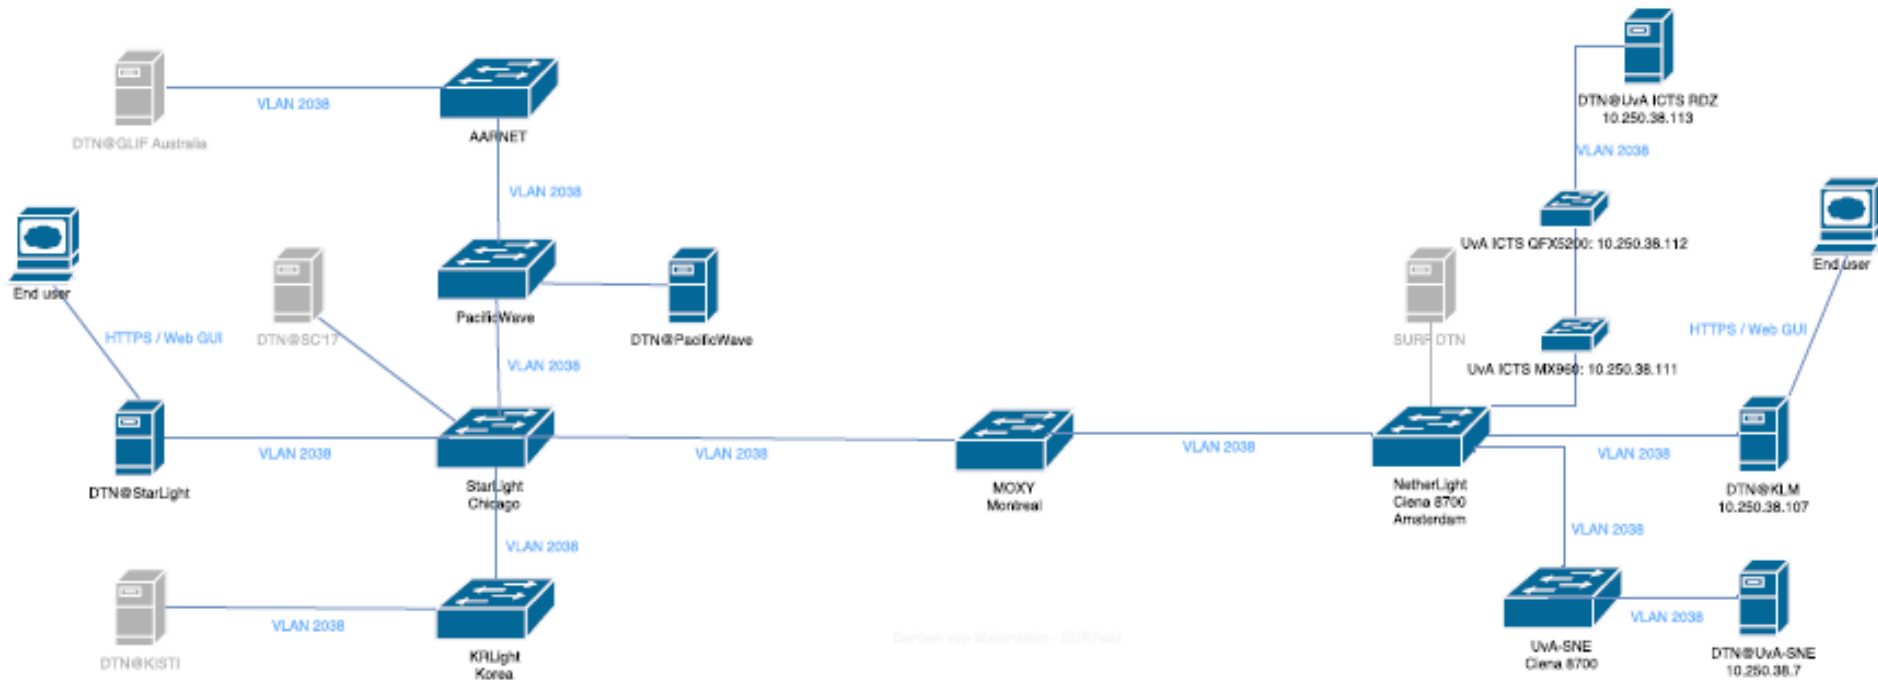 DTN@UvA ICTS RDZ
10.250.38.113
VLAN 2038
AARNET
DTN@GLIF Australia
VLAN 2038
VLAN 2038
UvA ICTS QFX5200: 10.250.38.112
End user
End user
PacificWave
DTN@SC'17
DTN@PacificWave
HTTPS / Web GUI
HTTPS / Web GUI
SURF DTN
VLAN 2038
UvA ICTS MX960: 10.250.38.111
VLAN 2038
VLAN 2038
VLAN 2038
VLAN 2038
DTN@StarLight
StarLight
Chicago
MOXY
Montreal
NetherLight
Ciena 8700
Amsterdam
DTN@KLM
10.250.38.107
VLAN 2038
VLAN 2038
VLAN 2038
VLAN 2038
DTN@KISTI
KRLight
Korea
UvA-SNE
Ciena 8700
DTN@UvA-SNE
10.250.38.7